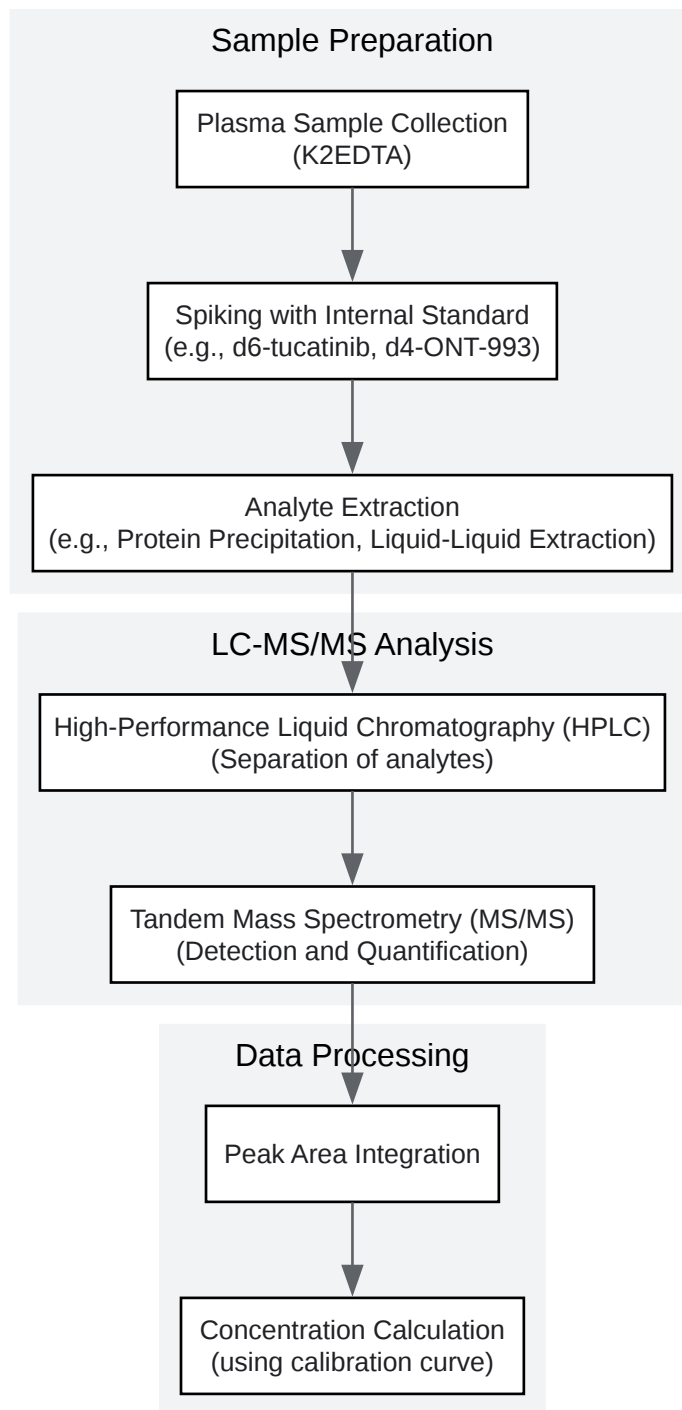 Sample Preparation
Plasma Sample Collection
(K2EDTA)
Spiking with Internal Standard
(e.g., d6-tucatinib, d4-ONT-993)
Analyte Extraction
(e.g., Protein Precipitation, Liquid-Liquid Extraction)
LC-MS/MS Analysis
High-Performance Liquid Chromatography (HPLC)
(Separation of analytes)
Tandem Mass Spectrometry (MS/MS)
(Detection and Quantification)
Data Processing
Peak Area Integration
Concentration Calculation
(using calibration curve)